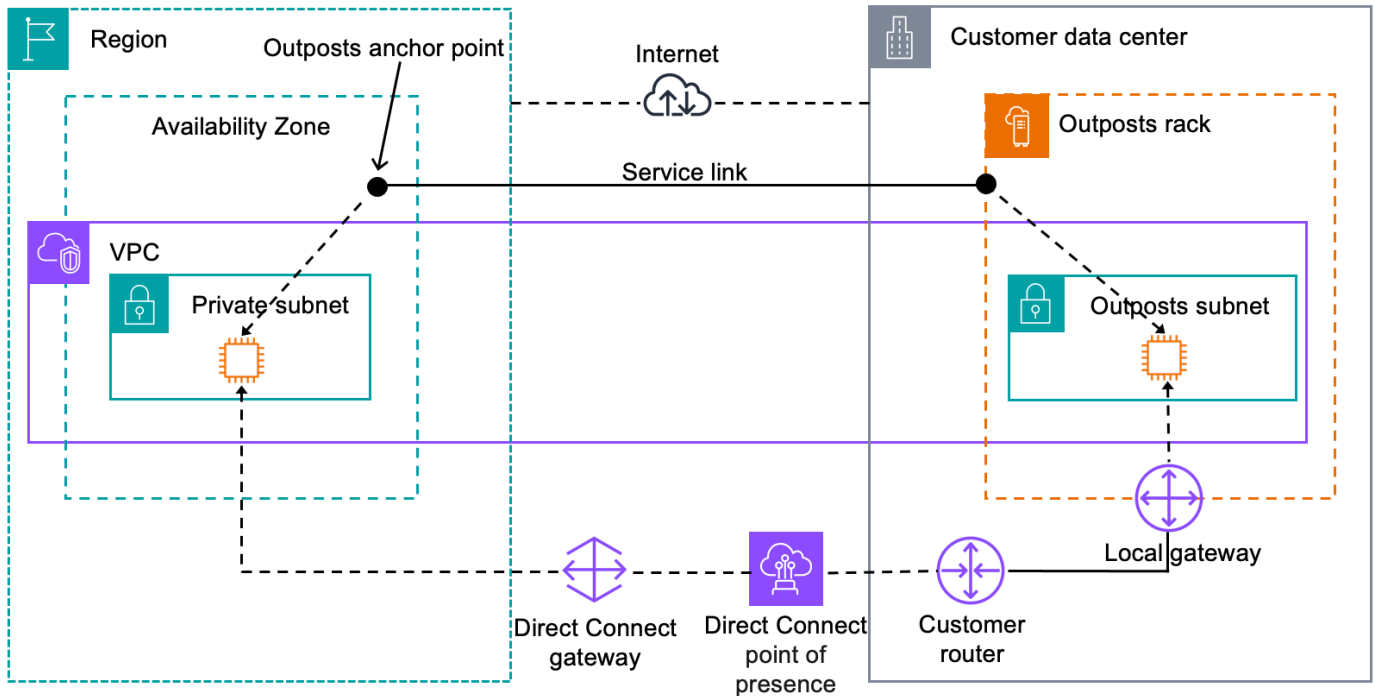 Region
Outposts anchor point
Internet
Customer data center
Availability Zone
Outposts rack
Service link
VPC
Private subnet
Outposts subnet
Local gateway
Direct Connect
gateway
Direct Connect
point of
presence
Customer
router